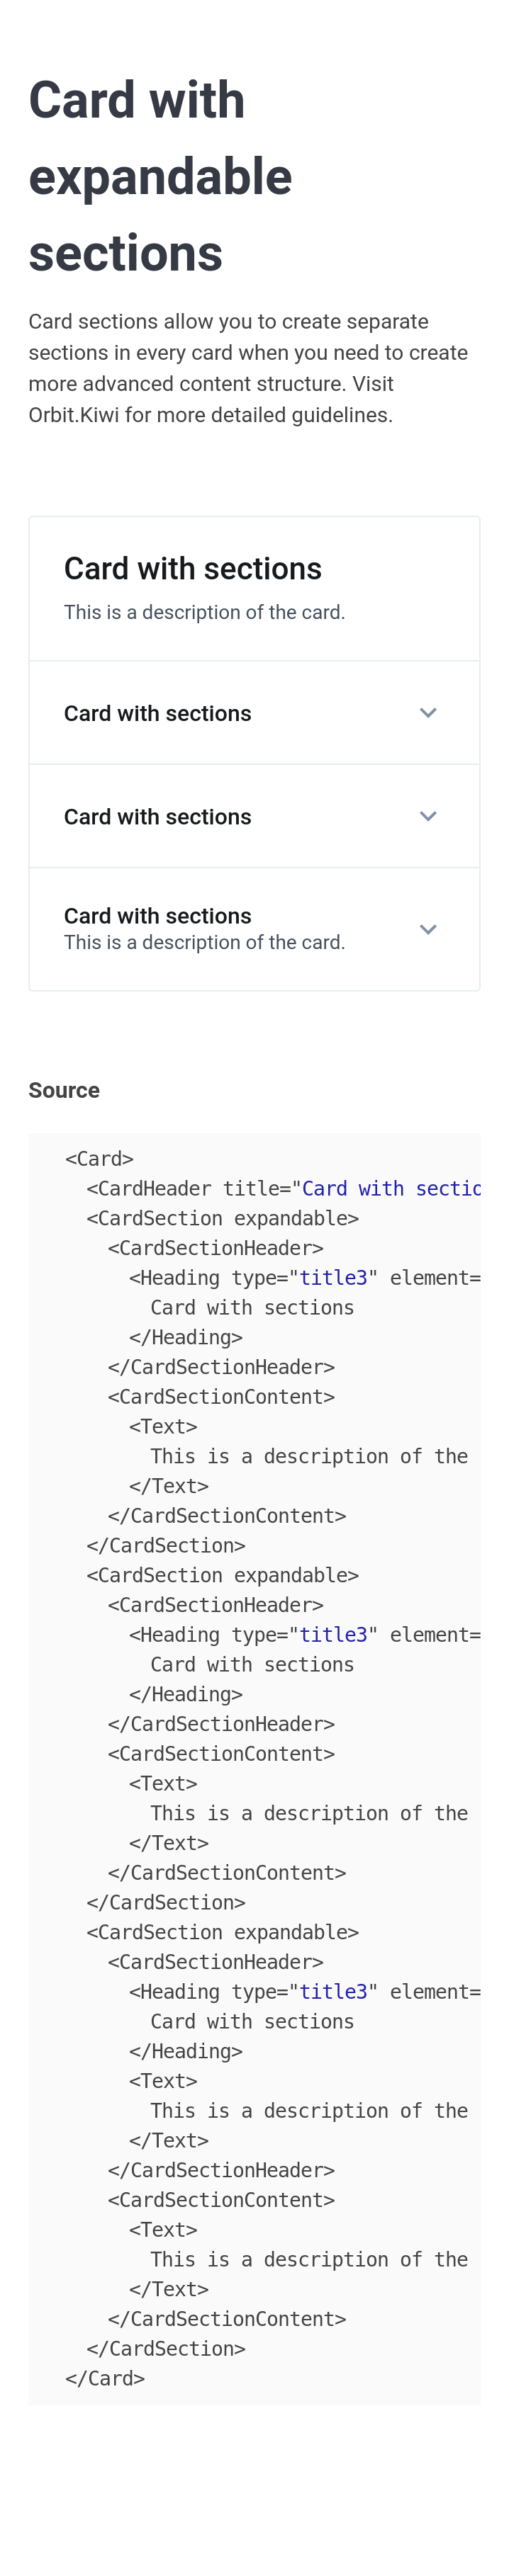 Card with
expandable
sections
Card sections allow you to create separate
sections in every card when you need to create
more advanced content structure. Visit
Orbit.Kiwi for more detailed guidelines.
Card with sections
This is a description of the card.
Card with sections
Card with sections
Card with sections
This is a description of the card.
Source
<Card>
<CardHeader title="Card with sectio
<CardSection expandable>
<CardSectionHeader>
<Heading type="title3" element=
Card with sections
</Heading>
</CardSectionHeader>
<CardSectionContent>
<Text>
This is a description of the
</Text>
</CardSectionContent>
</CardSection>
<CardSection expandable>
<CardSectionHeader>
<Heading type="title3" element=
Card with sections
</Heading>
</CardSectionHeader>
<CardSectionContent>
<Text>
This is a description of the
</Text>
</CardSectionContent>
</CardSection>
<CardSection expandable>
<CardSectionHeader>
<Heading type="title3" element=
Card with sections
</Heading>
<Text>
This is a description of the
</Text>
</CardSectionHeader>
<CardSectionContent>
<Text>
This is a description of the
</Text>
</CardSectionContent>
</CardSection>
</Card>